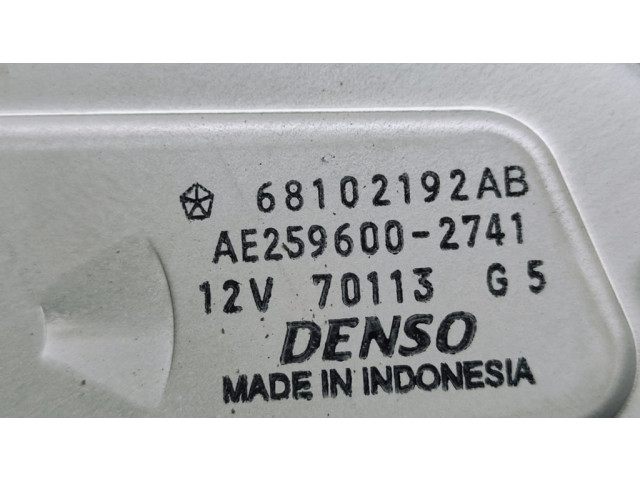 68102192AB
AE259600-2741
12V 70113 G5
DENSO
MADE IN INDONESIA